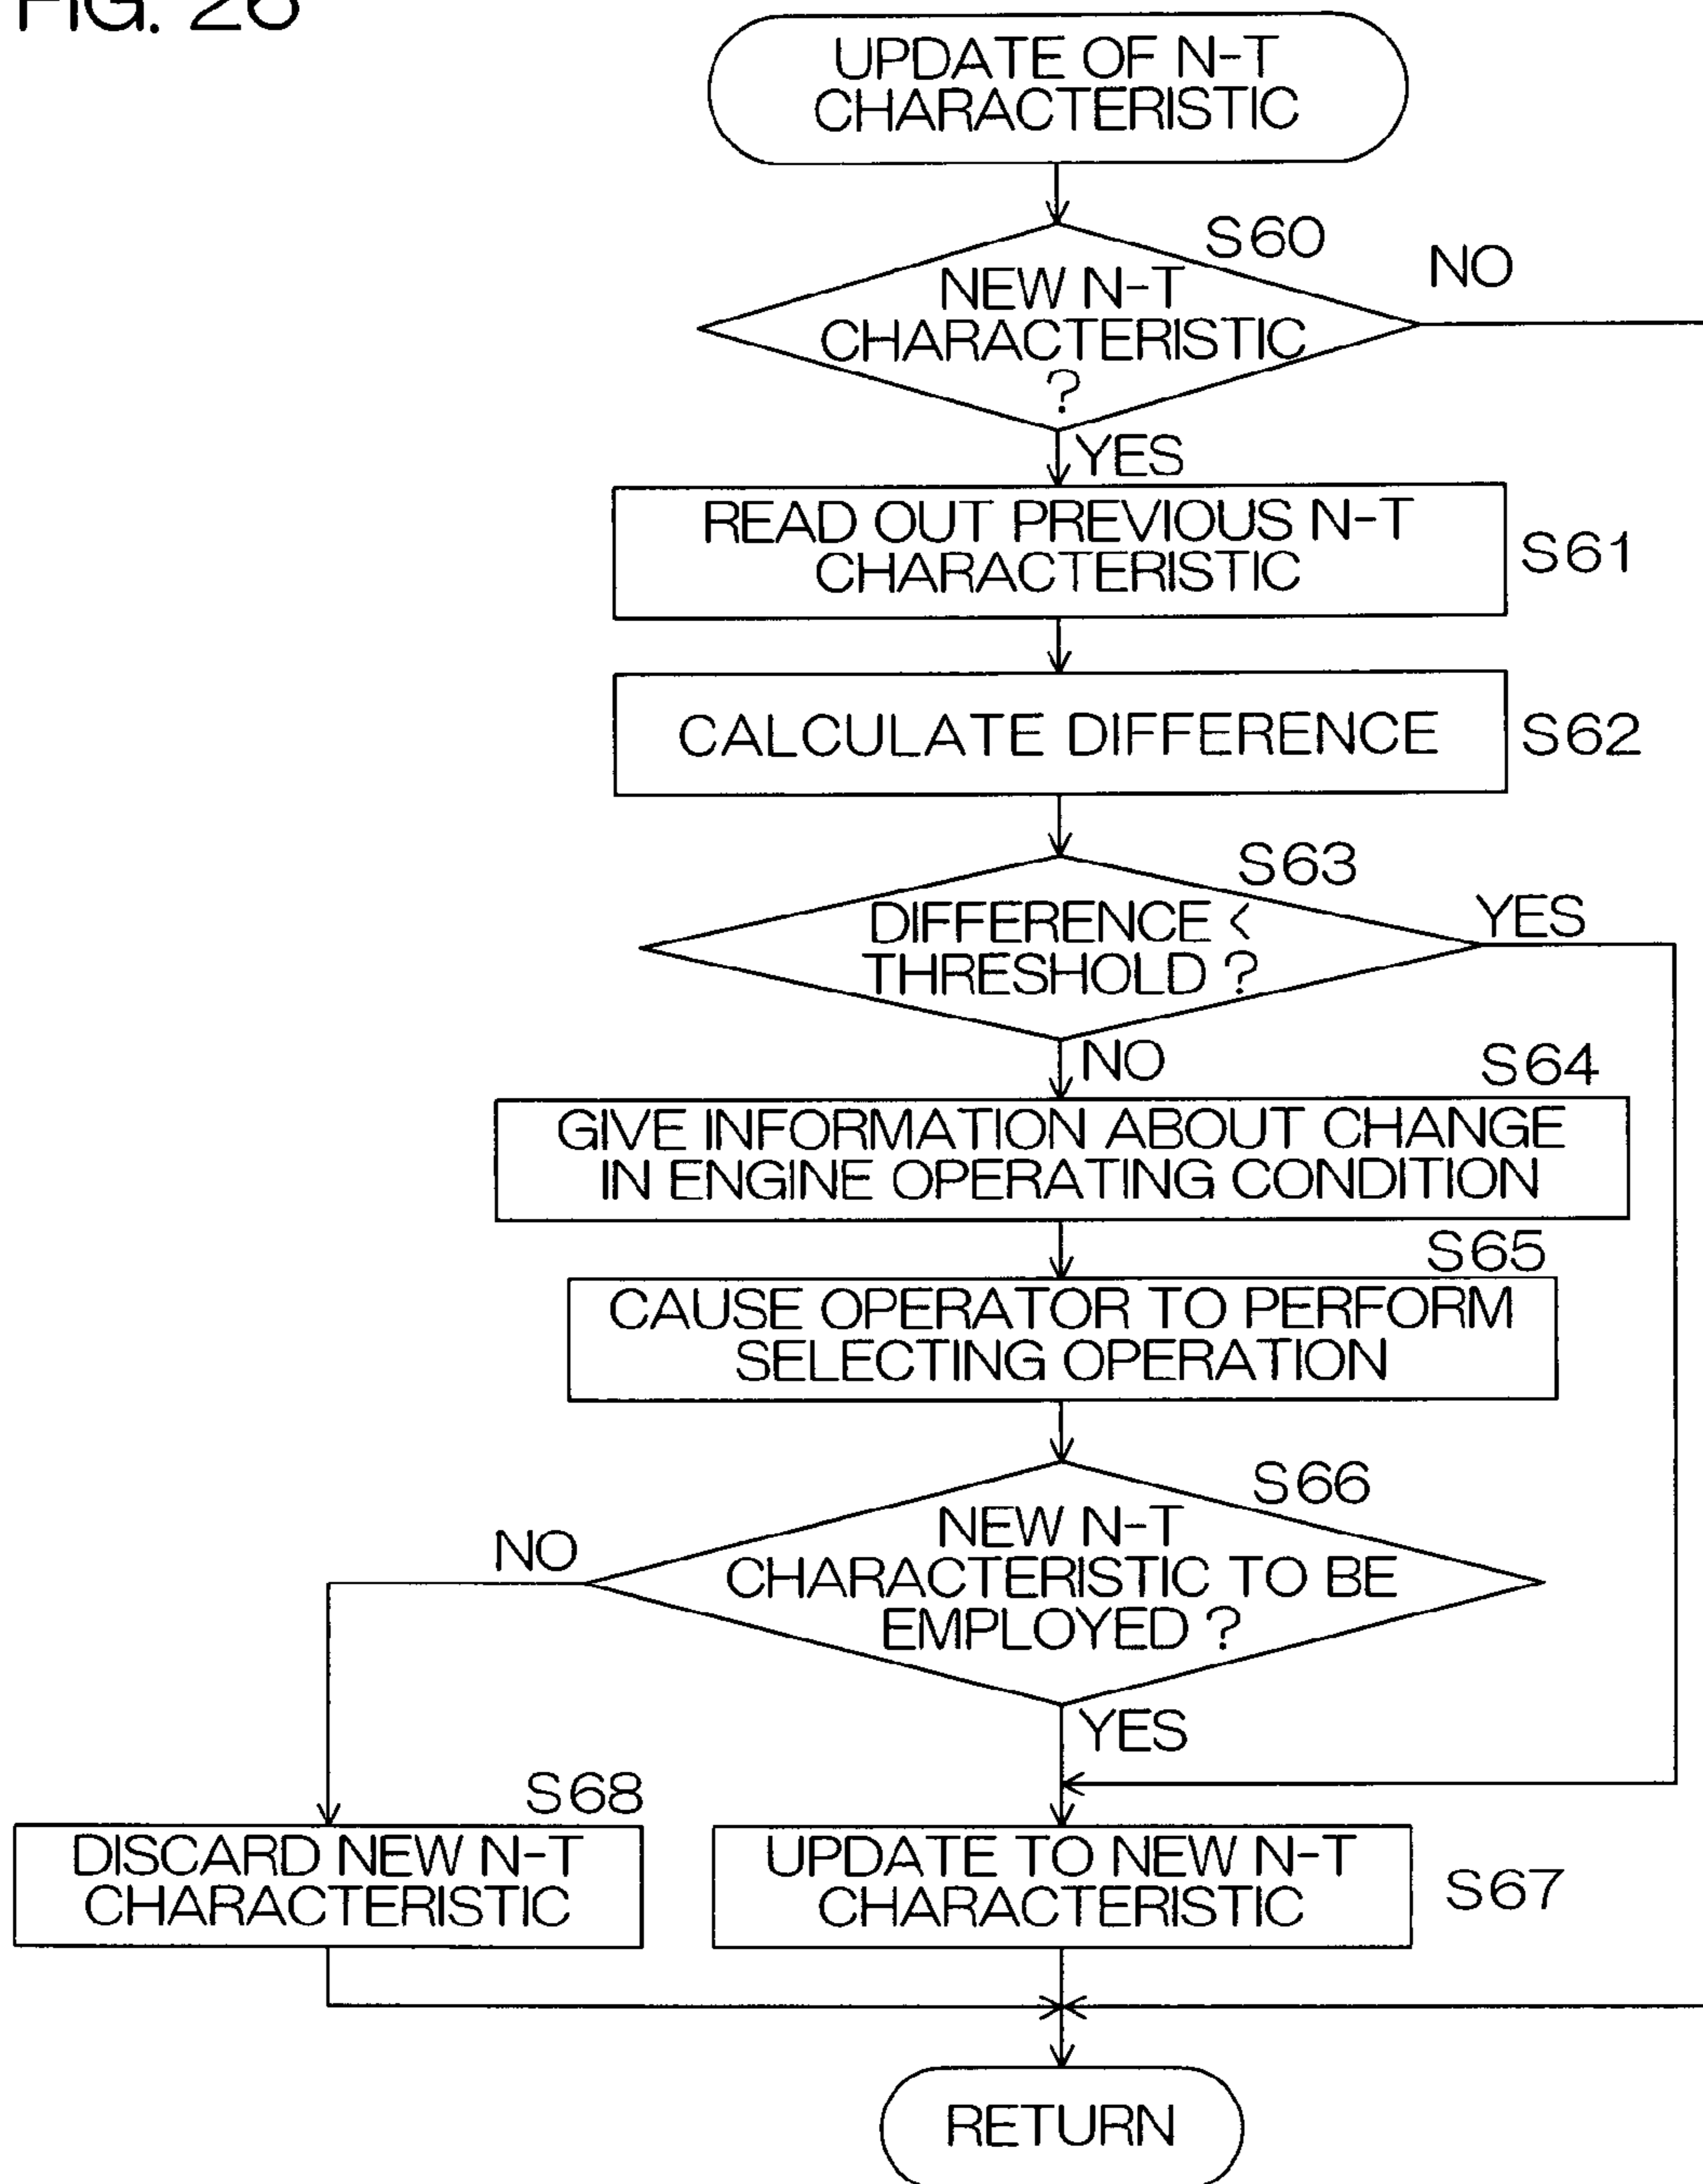 FIG. 26
UPDATE OF N-T
CHARACTERISTIC
S60
NO
NEW N-T
CHARACTERISTIC
?
YES
READ OUT PREVIOUS N-T
CHARACTERISTIC
S61
CALCULATE DIFFERENCE
S62
S63
YES
DIFFERENCE <
THRESHOLD ?
NO
S64
GIVE INFORMATION ABOUT CHANGE
IN ENGINE OPERATING CONDITION
S65
CAUSE OPERATOR TO PERFORM
SELECTING OPERATION
S66
NO
NEW N-T
CHARACTERISTIC TO BE
EMPLOYED ?
YES
S68
DISCARD NEW N-T
CHARACTERISTIC
UPDATE TO NEW N-T
CHARACTERISTIC
S67
RETURN